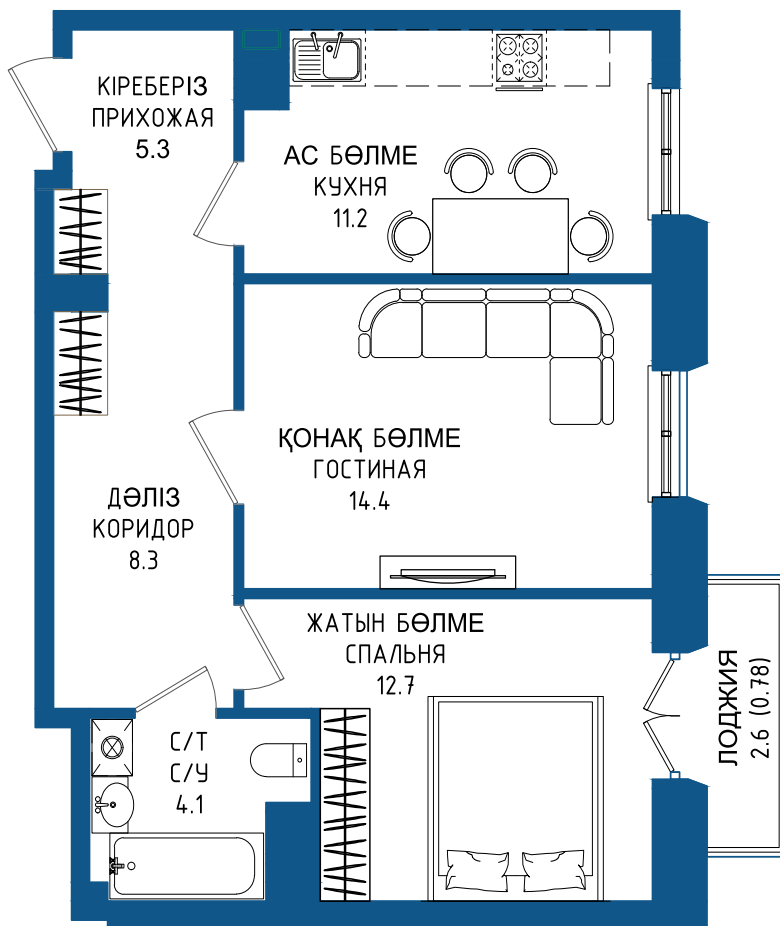 КІРЕБЕРІЗ
ПРИХОЖАЯ
5.3
АС БӨЛМЕ
КУХНЯ
11.2
ҚОНАҚ БӨЛМЕ
ГОСТИНАЯ
14.4
ДӘЛІЗ
КОРИДОР
8.3
ЖАТЫН БӨЛМЕ
СПАЛЬНЯ
12.7
С/Т
С/У
4.1
ЛОДЖИЯ
2.6 (0.78)